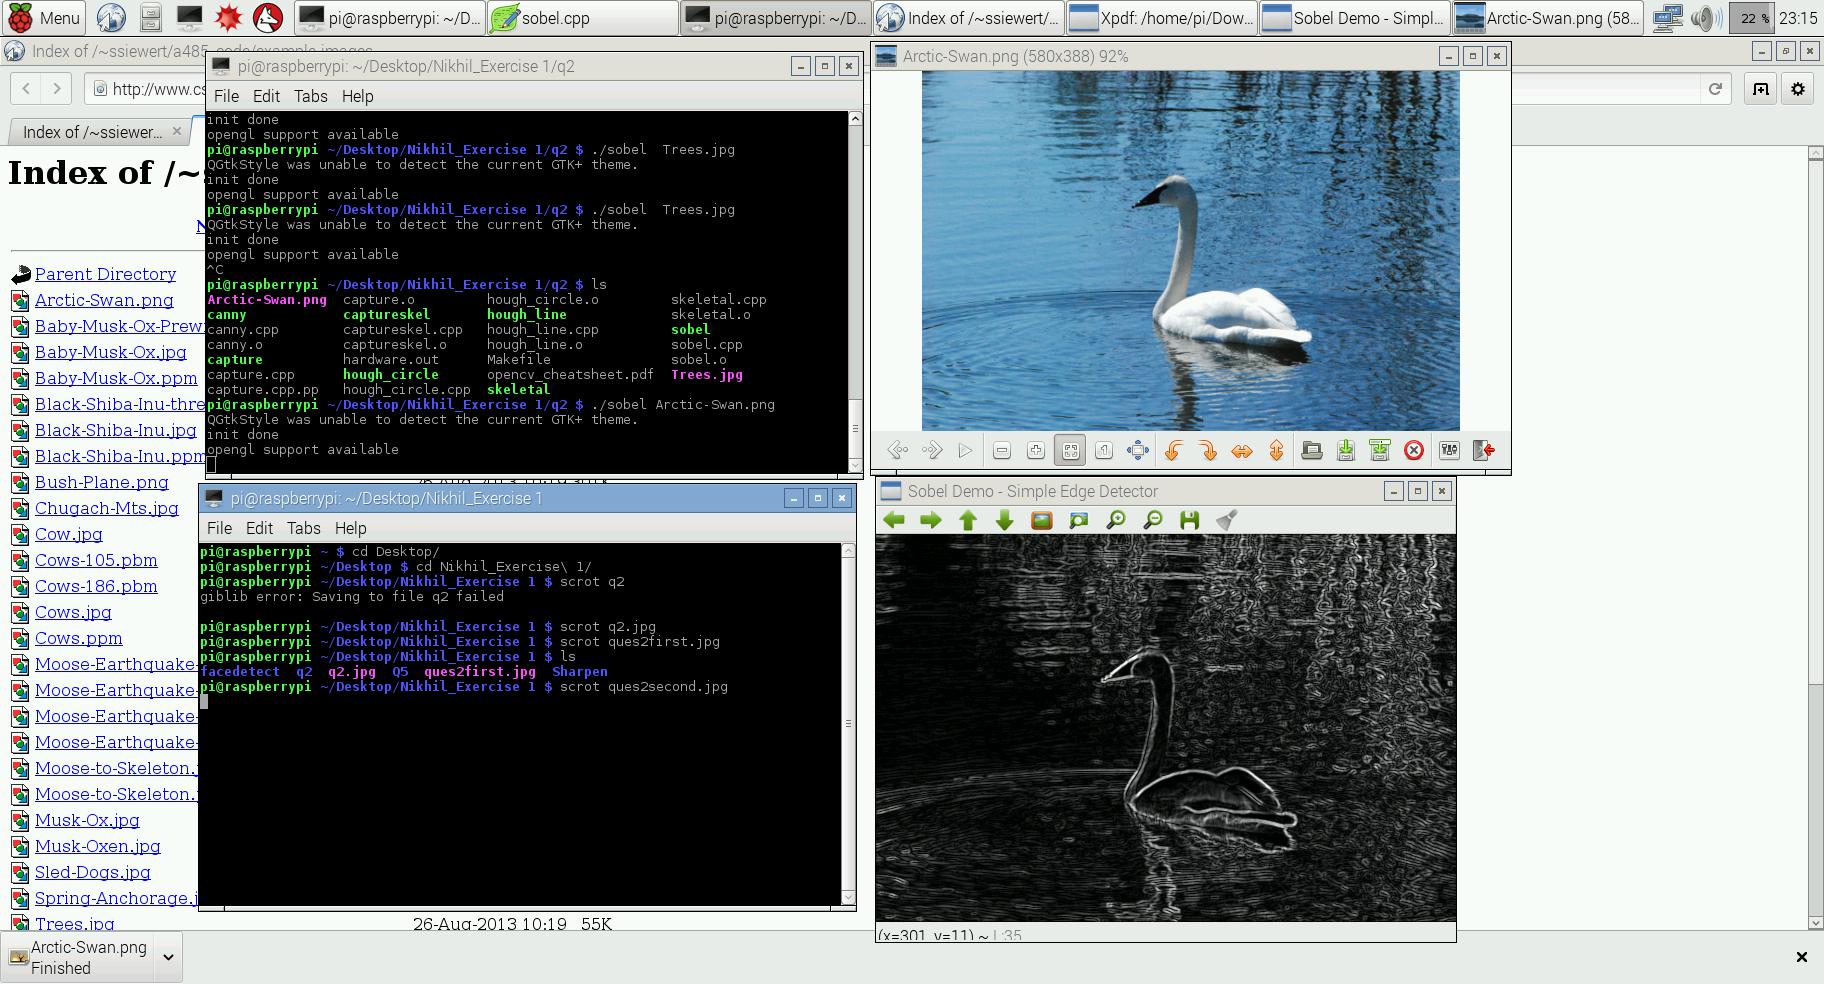 Menu
pi@raspberrypi: ~/D...
sobel.cpp
pi@raspberrypi: ~/D...
Index of /~ssiewert/...
Xpdf: /home/pi/Dow...
Sobel Demo - Simpl...
Arctic-Swan.png (58...
22 %
23:15
Index of /~ssiewert/a485_code/example_images
http://www.cs
Index of /~ssiewer...
Index of /~s
N
Parent Directory
Arctic-Swan.png
Baby-Musk-Ox-Prew
Baby-Musk-Ox.jpg
Baby-Musk-Ox.ppm
Black-Shiba-Inu-thre
Black-Shiba-Inu.jpg
Black-Shiba-Inu.ppm
Bush-Plane.png
Chugach-Mts.jpg
Cow.jpg
Cows-105.pbm
Cows-186.pbm
Cows.jpg
Cows.ppm
Moose-Earthquake-
Moose-Earthquake-
Moose-Earthquake-
Moose-Earthquake-
Moose-to-Skeleton.j
Moose-to-Skeleton.j
Musk-Ox.jpg
Musk-Oxen.jpg
Sled-Dogs.jpg
Spring-Anchorage.j
Trees.jpg
26-Aug-2013 10:19 55K
Arctic-Swan.png
Finished
pi@raspberrypi: ~/Desktop/Nikhil_Exercise 1/q2
File Edit Tabs Help
init done
opengl support available
pi@raspberrypi ~/Desktop/Nikhil_Exercise 1/q2 $ ./sobel  Trees.jpg
QGtkStyle was unable to detect the current GTK+ theme.
init done
opengl support available
pi@raspberrypi ~/Desktop/Nikhil_Exercise 1/q2 $ ./sobel  Trees.jpg
QGtkStyle was unable to detect the current GTK+ theme.
init done
opengl support available
^C
pi@raspberrypi ~/Desktop/Nikhil_Exercise 1/q2 $ ls
Arctic-Swan.png  capture.o  hough_circle.o  skeletal.cpp
canny  captureskel  hough_line  skeletal.o
canny.cpp  captureskel.cpp  hough_line.cpp  sobel
canny.o  captureskel.o  hough_line.o  sobel.cpp
capture  hardware.out  Makefile  sobel.o
capture.cpp  hough_circle  opencv_cheatsheet.pdf  Trees.jpg
capture.cpp.pp  hough_circle.cpp  skeletal
pi@raspberrypi ~/Desktop/Nikhil_Exercise 1/q2 $ ./sobel Arctic-Swan.png
QGtkStyle was unable to detect the current GTK+ theme.
init done
opengl support available
pi@raspberrypi: ~/Desktop/Nikhil_Exercise 1
File Edit Tabs Help
pi@raspberrypi ~ $ cd Desktop/
pi@raspberrypi ~/Desktop $ cd Nikhil_Exercise\ 1/
pi@raspberrypi ~/Desktop/Nikhil_Exercise 1 $ scrot q2
giblib error: Saving to file q2 failed
pi@raspberrypi ~/Desktop/Nikhil_Exercise 1 $ scrot q2.jpg
pi@raspberrypi ~/Desktop/Nikhil_Exercise 1 $ scrot ques2first.jpg
pi@raspberrypi ~/Desktop/Nikhil_Exercise 1 $ ls
facedetect  q2  q2.jpg  Q5  ques2first.jpg  Sharpen
pi@raspberrypi ~/Desktop/Nikhil_Exercise 1 $ scrot ques2second.jpg
Arctic-Swan.png (580x388) 92%
Sobel Demo - Simple Edge Detector
(x=301, y=11) ~ L:35